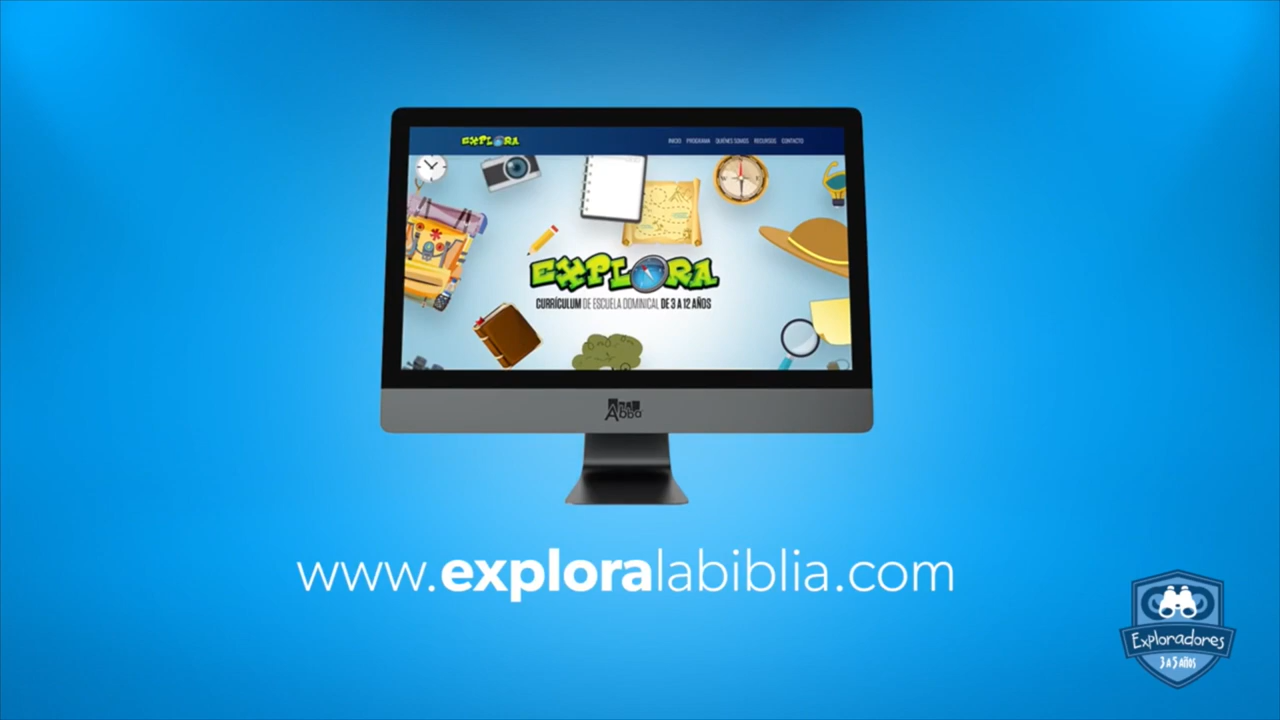 EXPLORA
INICIO PROGRAMA QUIÉNES SOMOS RECURSOS CONTACTO
EXPLORA
CURRÍCULUM DE ESCUELA DOMINICAL DE 3 A 12 AÑOS
Abba
www.exploralabiblia.com
Exploradores
3 a 5 años